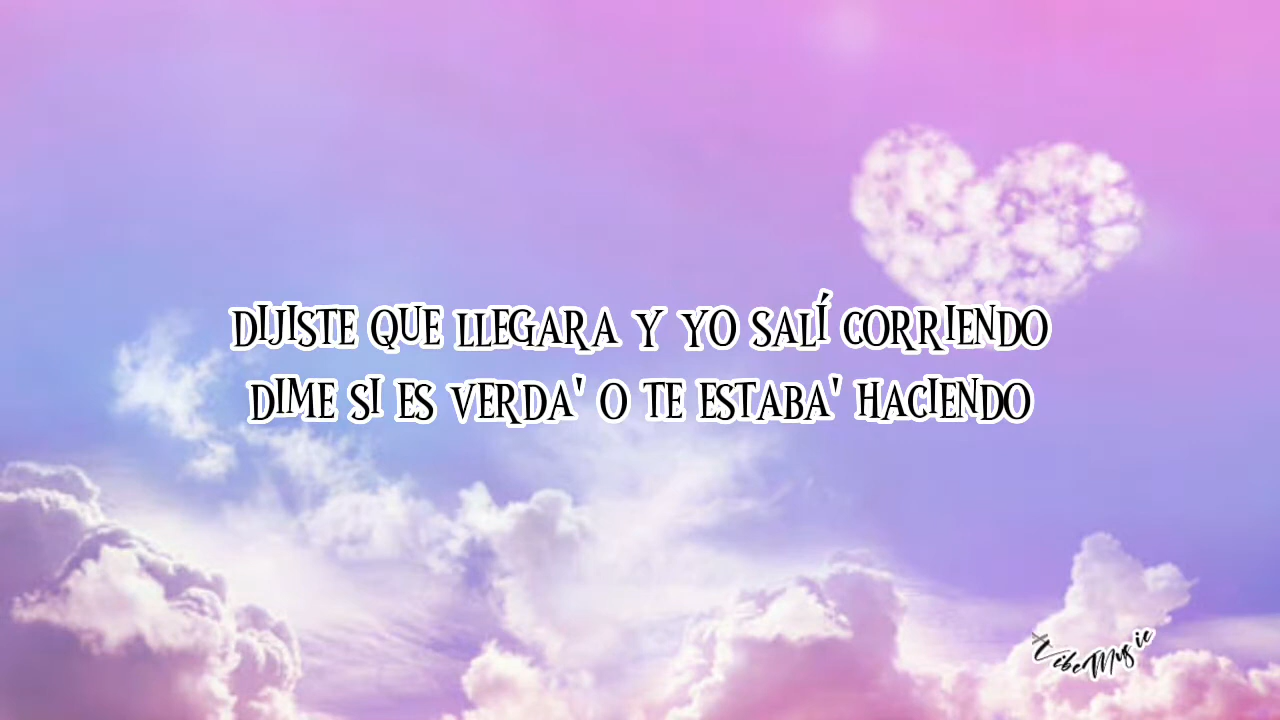 DIJISTE QUE LLEGARA Y YO SALÍ CORRIENDO
DIME SI ES VERDA' O TE ESTABA' HACIENDO